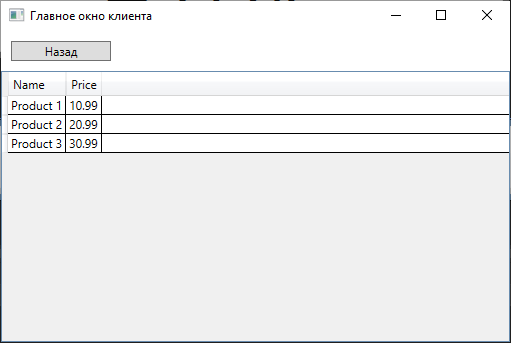 Главное окно клиента
Назад
Name Price
Product 1 10.99
Product 2 20.99
Product 3 30.99